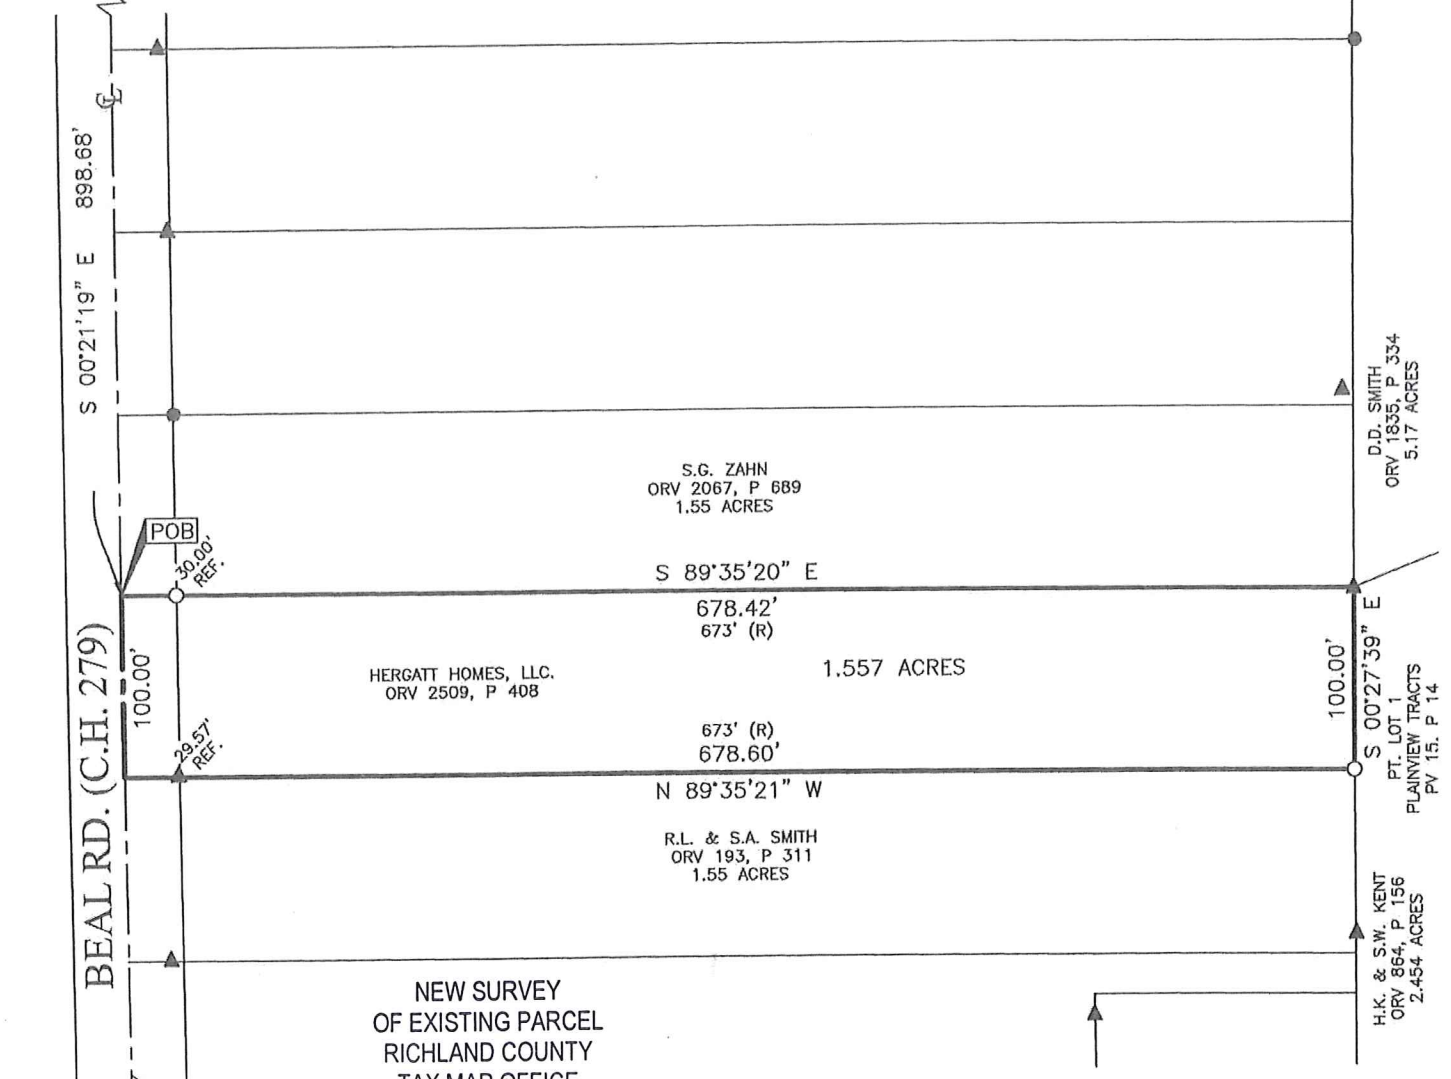 ℄
S 00°21'19" E 898.68'
D.D. SMITH
ORV 1835, P 334
5.17 ACRES
S.G. ZAHN
ORV 2067, P 689
1.55 ACRES
POB
30.00'
REF.
S 89°35'20" E
678.42'
673' (R)
BEAL RD. (C.H. 279)
100.00'
HERGATT HOMES, LLC.
ORV 2509, P 408
1.557 ACRES
100.00'
S 00°27'39" E
PT. LOT 1
PLAINVIEW TRACTS
PV 15. P 14
29.57'
REF.
673' (R)
678.60'
N 89°35'21" W
R.L. & S.A. SMITH
ORV 193, P 311
1.55 ACRES
H.K. & S.W. KENT
ORV 864, P 156
2.454 ACRES
NEW SURVEY
OF EXISTING PARCEL
RICHLAND COUNTY
TAX MAP OFFICE